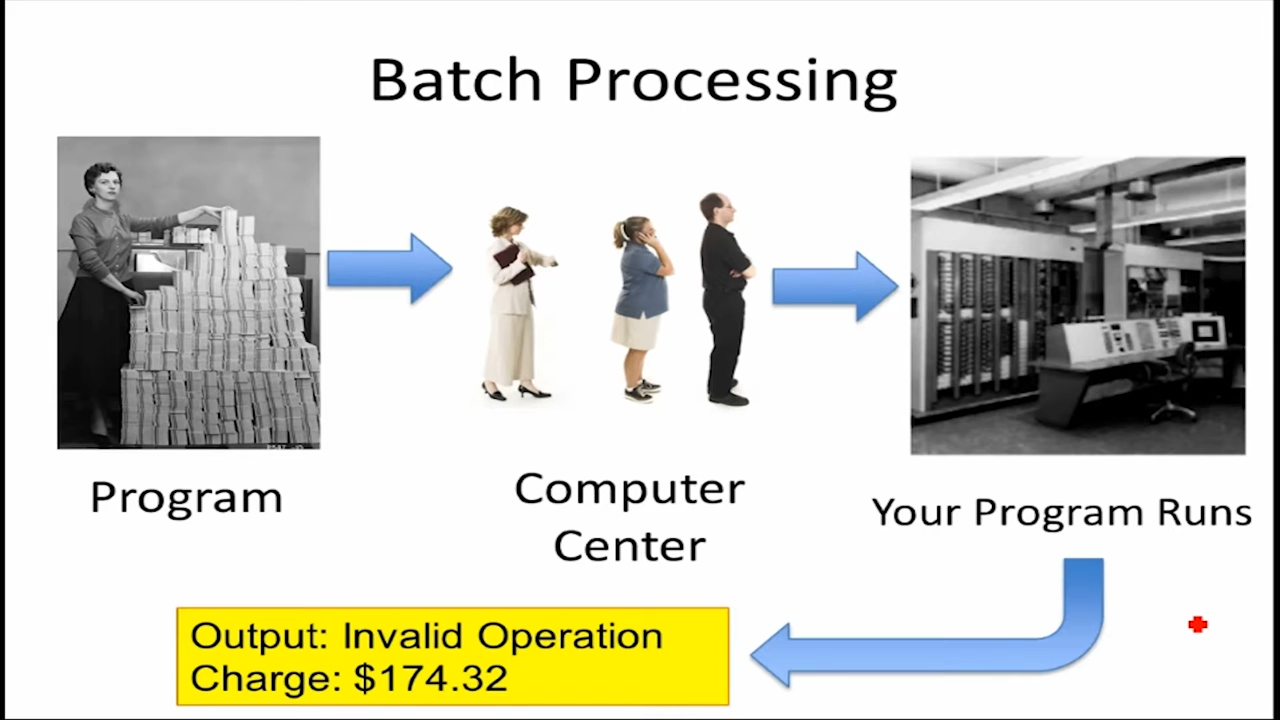 Batch Processing
Program
Computer
Center
Your Program Runs
Output: Invalid Operation
Charge: $174.32